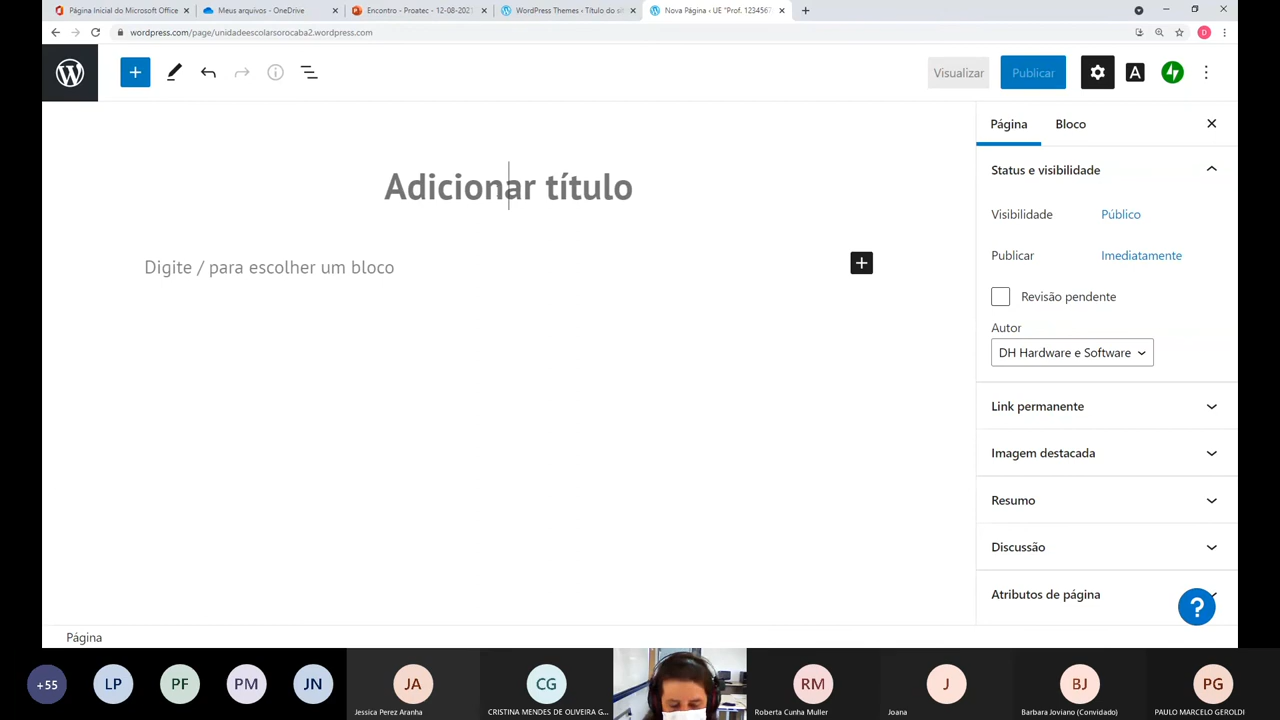 Página Inicial do Microsoft Office
Meus arquivos - OneDrive
Encontro - Proatec - 12-08-2021
WordPress Themes ‹ Título do si
Nova Página ‹ UE "Prof. 123456
wordpress.com/page/unidadeescolarsorocaba2.wordpress.com
D
Visualizar
Publicar
A
Página
Bloco
Adicionar título
Digite / para escolher um bloco
Status e visibilidade
Visibilidade
Público
Publicar
Imediatamente
Revisão pendente
Autor
DH Hardware e Software
Link permanente
Imagem destacada
Resumo
Discussão
Atributos de página
?
Página
+55
LP
PF
PM
JN
JA
Jessica Perez Aranha
CG
CRISTINA MENDES DE OLIVEIRA G...
RM
Roberta Cunha Muller
J
Joana
BJ
Barbara Joviano (Convidado)
PG
PAULO MARCELO GEROLDI